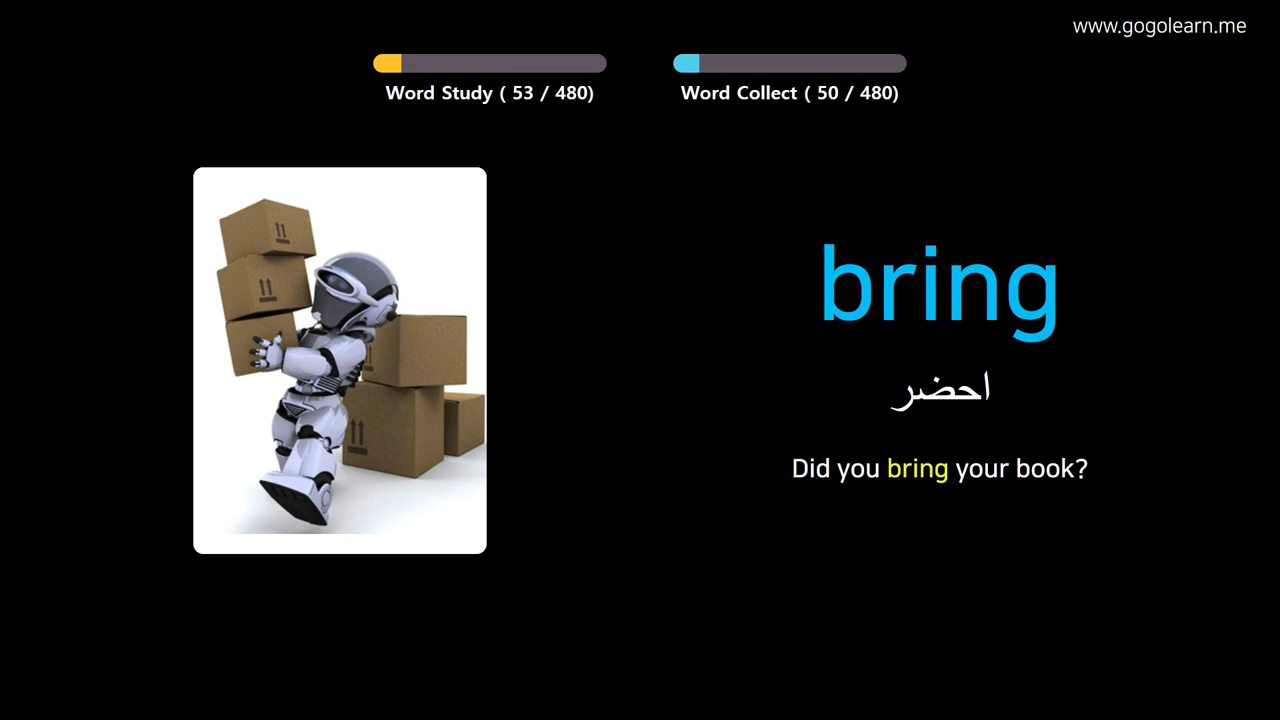 www.gogolearn.me
Word Study ( 53 / 480)
Word Collect ( 50 / 480)
bring
احضر
Did you bring your book?